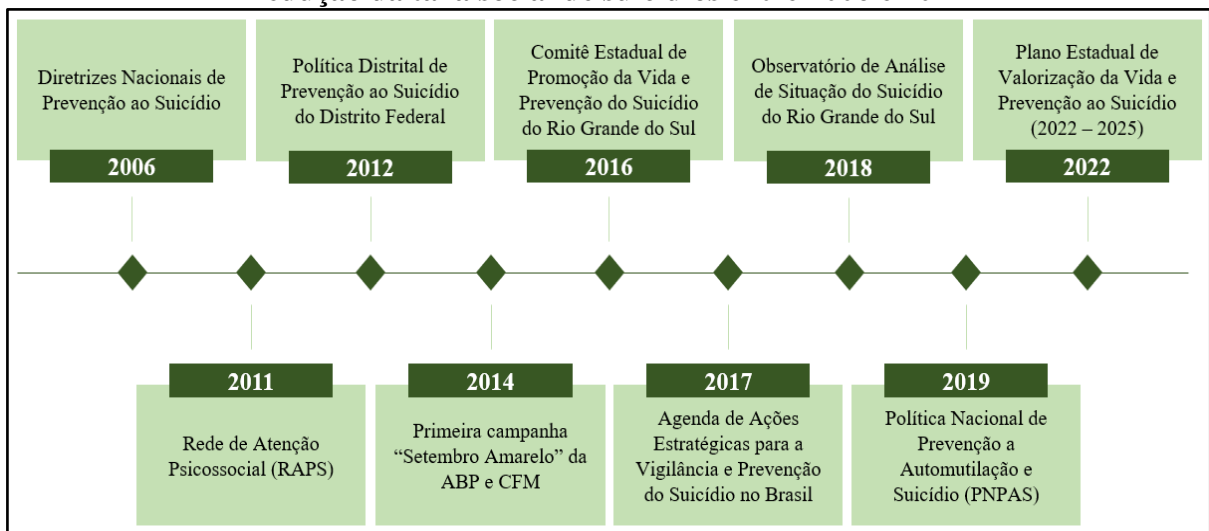 Diretrizes Nacionais de
Prevenção ao Suicídio
2006
Política Distrital de
Prevenção ao Suicídio
do Distrito Federal
2012
Comitê Estadual de
Promoção da Vida e
Prevenção do Suicídio
do Rio Grande do Sul
2016
Observatório de Análise
de Situação do Suicídio
do Rio Grande do Sul
2018
Plano Estadual de
Valorização da Vida e
Prevenção ao Suicídio
(2022 – 2025)
2022
2011
Rede de Atenção
Psicossocial (RAPS)
2014
Primeira campanha
“Setembro Amarelo” da
ABP e CFM
2017
Agenda de Ações
Estratégicas para a
Vigilância e Prevenção
do Suicídio no Brasil
2019
Política Nacional de
Prevenção a
Automutilação e
Suicídio (PNPAS)